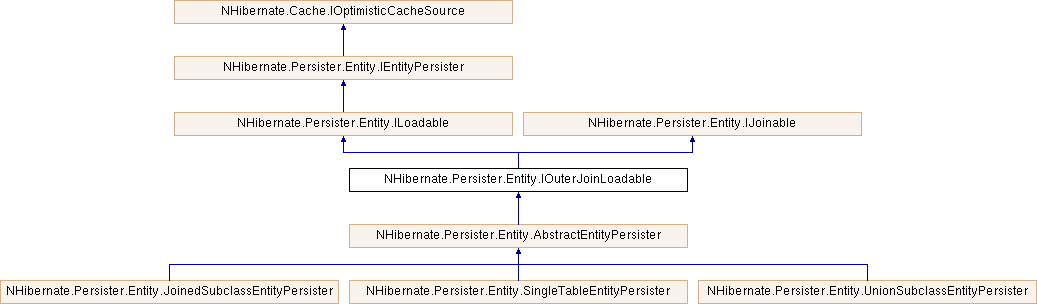 NHibernate.Cache.IOptimisticCacheSource
NHibernate.Persister.Entity.IEntityPersister
NHibernate.Persister.Entity.ILoadable
NHibernate.Persister.Entity.IJoinable
NHibernate.Persister.Entity.IOuterJoinLoadable
NHibernate.Persister.Entity.AbstractEntityPersister
NHibernate.Persister.Entity.JoinedSubclassEntityPersister
NHibernate.Persister.Entity.SingleTableEntityPersister
NHibernate.Persister.Entity.UnionSubclassEntityPersister